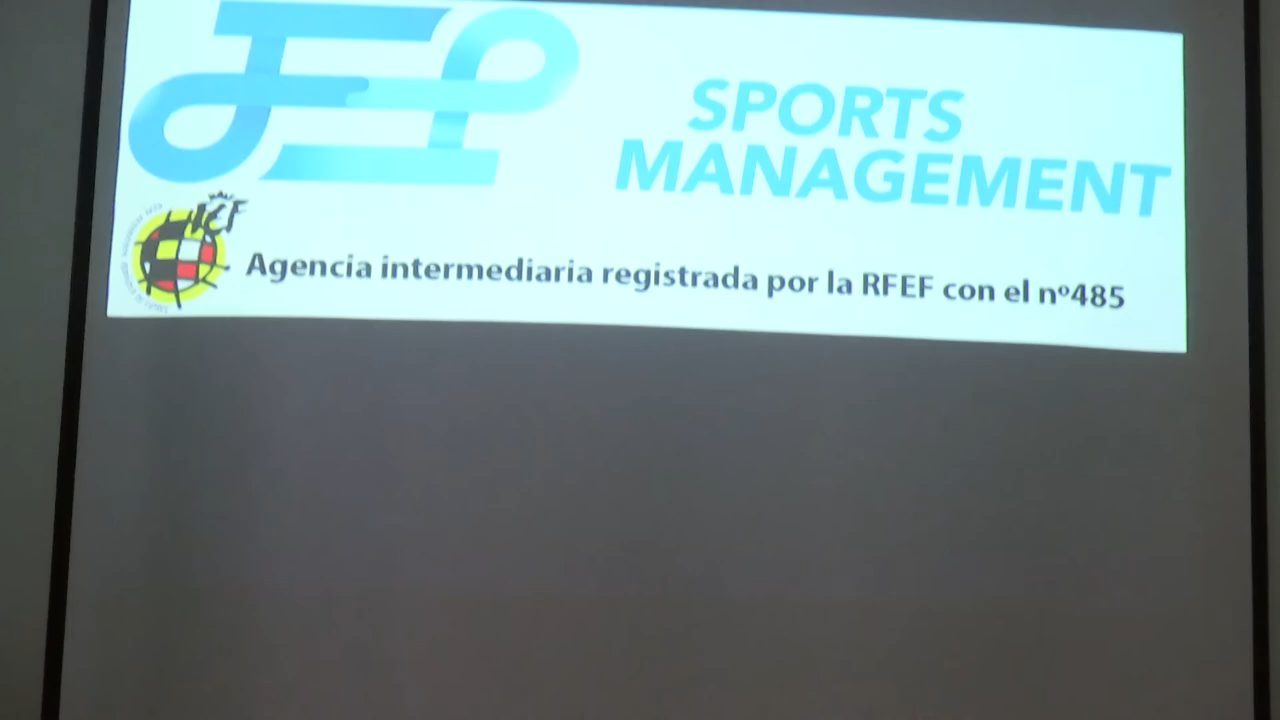 SPORTS
MANAGEMENT
Agencia intermediaria registrada por la RFEF con el nº485